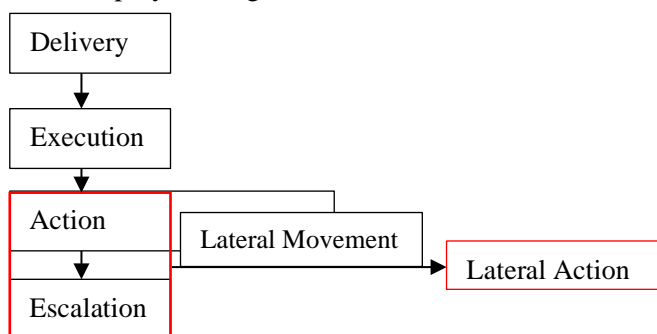 Delivery
Execution
Action
Lateral Movement
Lateral Action
Escalation